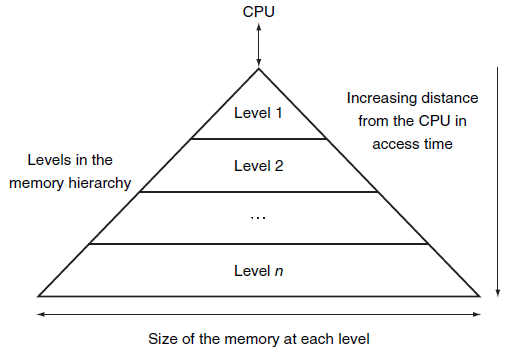 CPU
Level 1
Increasing distance
from the CPU in
access time
Levels in the
memory hierarchy
Level 2
...
Level n
Size of the memory at each level